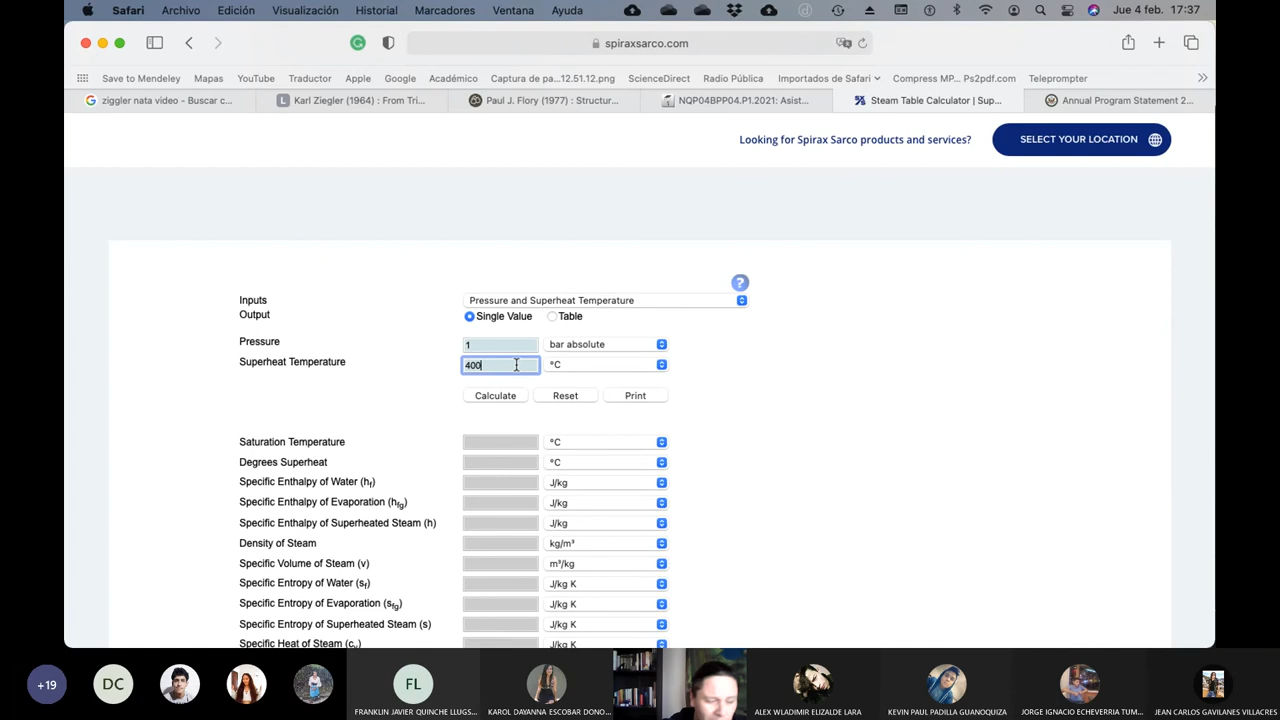 Safari Archivo Edición Visualización Historial Marcadores Ventana Ayuda Jue 4 feb. 17:37
spiraxsarco.com
Save to Mendeley Mapas YouTube Traductor Apple Google Académico Captura de pa...12.51.12.png ScienceDirect Radio Pública Importados de Safari Compress MP... Ps2pdf.com Teleprompter
ziggler nata video - Buscar c... Karl Ziegler (1964) : From Tri... Paul J. Flory (1977) : Structur... NQP04BPP04.P1.2021: Asist... Steam Table Calculator | Sup... Annual Program Statement 2...
Looking for Spirax Sarco products and services? SELECT YOUR LOCATION
?
Inputs Pressure and Superheat Temperature
Output Single Value Table
Pressure 1 bar absolute
Superheat Temperature 400 °C
Calculate Reset Print
Saturation Temperature °C
Degrees Superheat °C
Specific Enthalpy of Water (hf) J/kg
Specific Enthalpy of Evaporation (hfg) J/kg
Specific Enthalpy of Superheated Steam (h) J/kg
Density of Steam kg/m³
Specific Volume of Steam (v) m³/kg
Specific Entropy of Water (sf) J/kg K
Specific Entropy of Evaporation (sfg) J/kg K
Specific Entropy of Superheated Steam (s) J/kg K
Specific Heat of Steam (cv) J/kg K
+19 DC FL
FRANKLIN JAVIER QUINCHE LLUGS... KAROL DAYANNA ESCOBAR DONO... ALEX WLADIMIR ELIZALDE LARA KEVIN PAUL PADILLA GUANOQUIZA JORGE IGNACIO ECHEVERRIA TUM... JEAN CARLOS GAVILANES VILLACRES